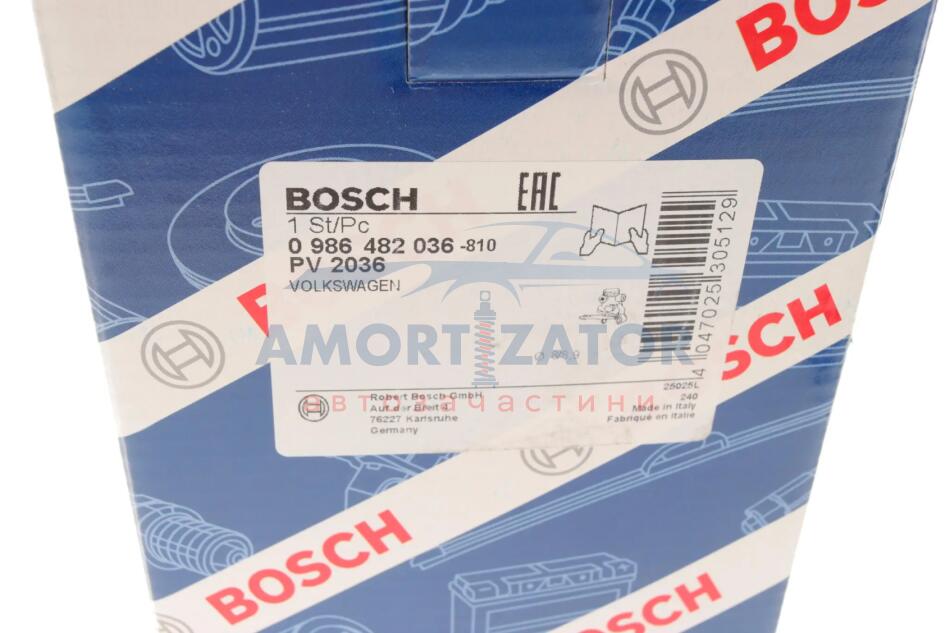 BOSCH
BOSCH EAC
1 St/Pc
0 986 482 036 -810
PV 2036
VOLKSWAGEN
4 047025 305129
AMORTIZATOR
автозапчастини
Robert Bosch GmbH
Auf der Breit 4
76227 Karlsruhe
Germany
25025L
240
Made in Italy
Fabriqué en Italie
BOSCH
BOSCH
BOSCH